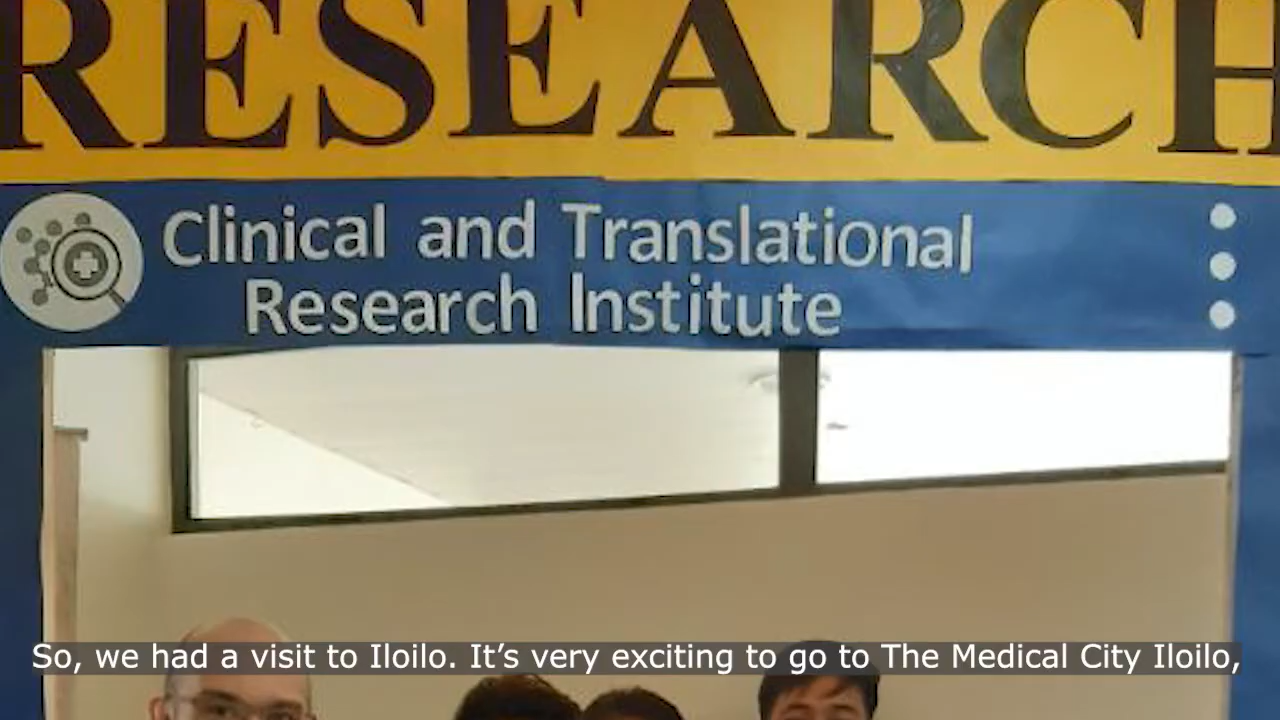 RESEARCH
Clinical and Translational
Research Institute
So, we had a visit to Iloilo. It’s very exciting to go to The Medical City Iloilo,